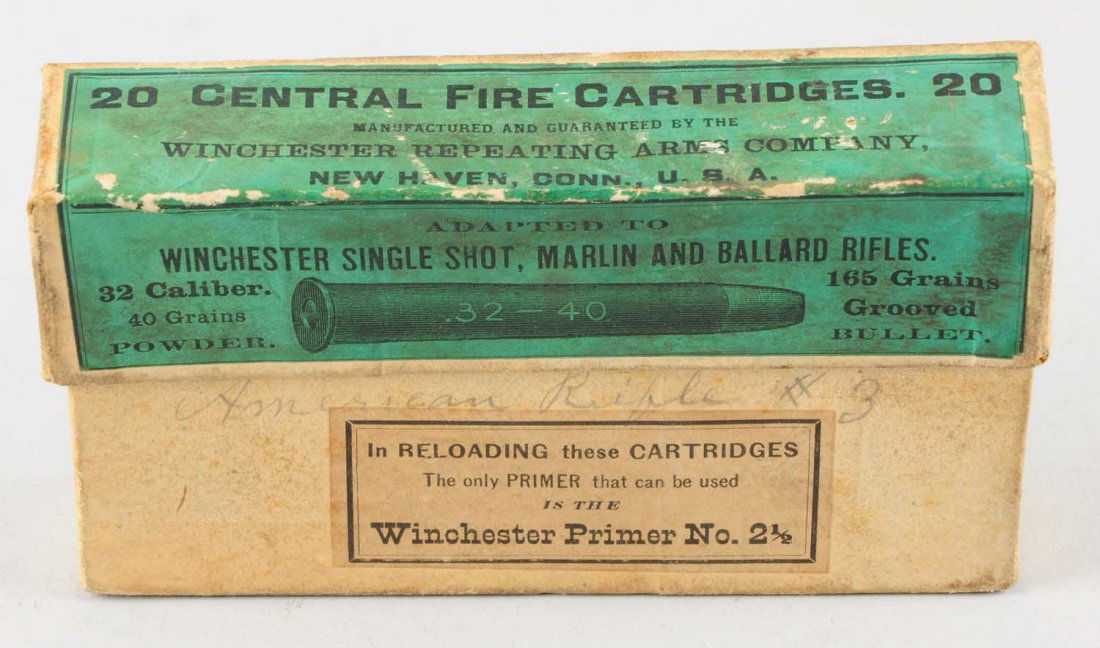 20 CENTRAL FIRE CARTRIDGES. 20
MANUFACTURED AND GUARANTEED BY THE
WINCHESTER REPEATING ARMS COMPANY,
NEW HAVEN, CONN., U. S. A.
ADAPTED TO
WINCHESTER SINGLE SHOT, MARLIN AND BALLARD RIFLES.
32 Caliber.
40 Grains
POWDER.
.32-40
165 Grains
Grooved
BULLET.
American Rifle # 3
In RELOADING these CARTRIDGES
The only PRIMER that can be used
IS THE
Winchester Primer No. 2½